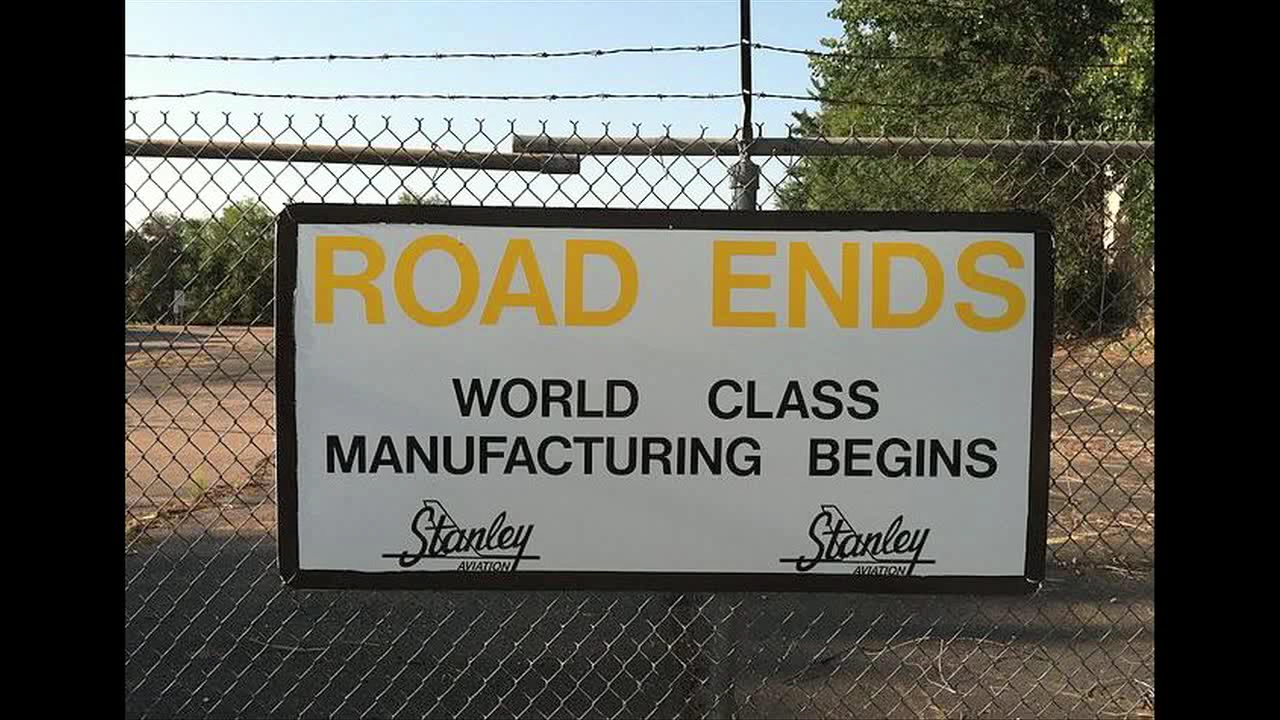 ROAD ENDS
WORLD CLASS
MANUFACTURING BEGINS
Stanley Stanley
AVIATION AVIATION